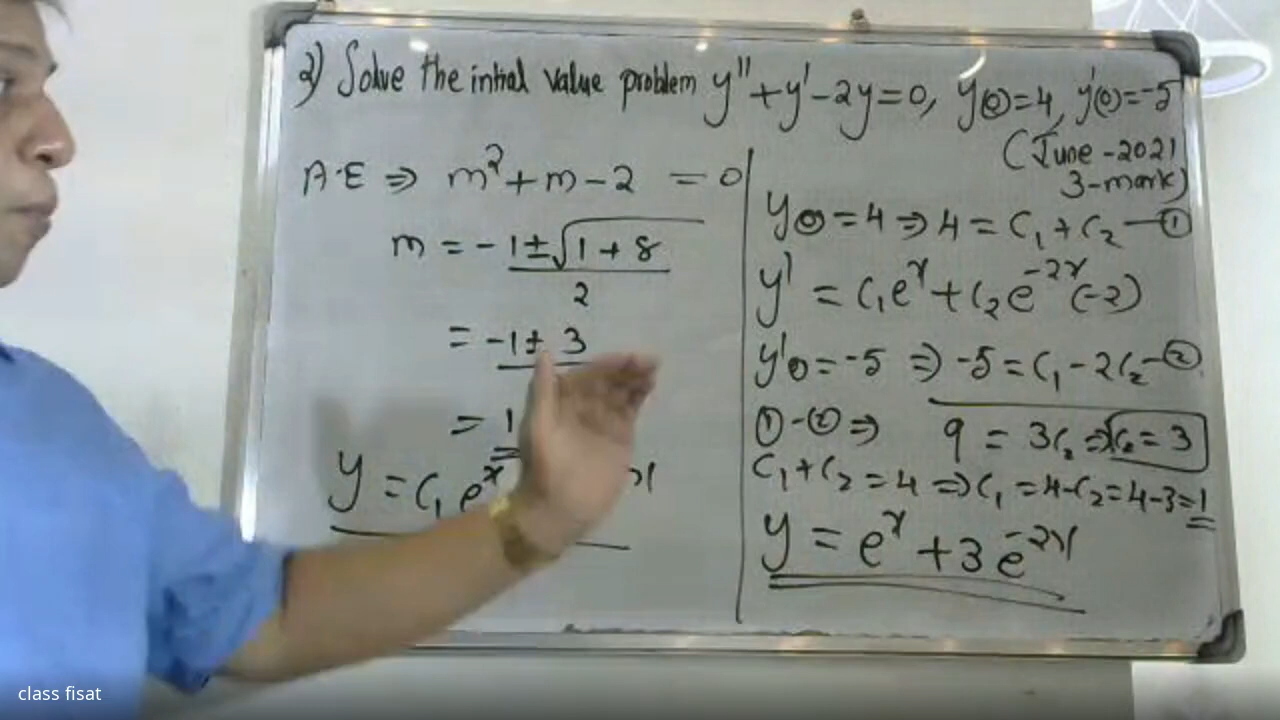 2) Solve the initial value problem y''+y'-2y=0, y(0)=4, y'(0)=-5
(June -2021
3-mark)
A.E ⇒ m²+m-2 =0
m = -1±√1+8
2
= -1± 3
= 1
y = C₁eˣ
y(0)=4 ⇒ 4 = C₁+C₂ —①
y' = C₁eˣ+C₂e⁻²ˣ(-2)
y'0=-5 ⇒ -5=C₁-2C₂-②
①-②⇒ 9 = 3C₂ ⇒ C₂=3
C₁+C₂=4 ⇒C₁=4-C₂=4-3=1
y = eˣ+3e⁻²ˣ
class fisat